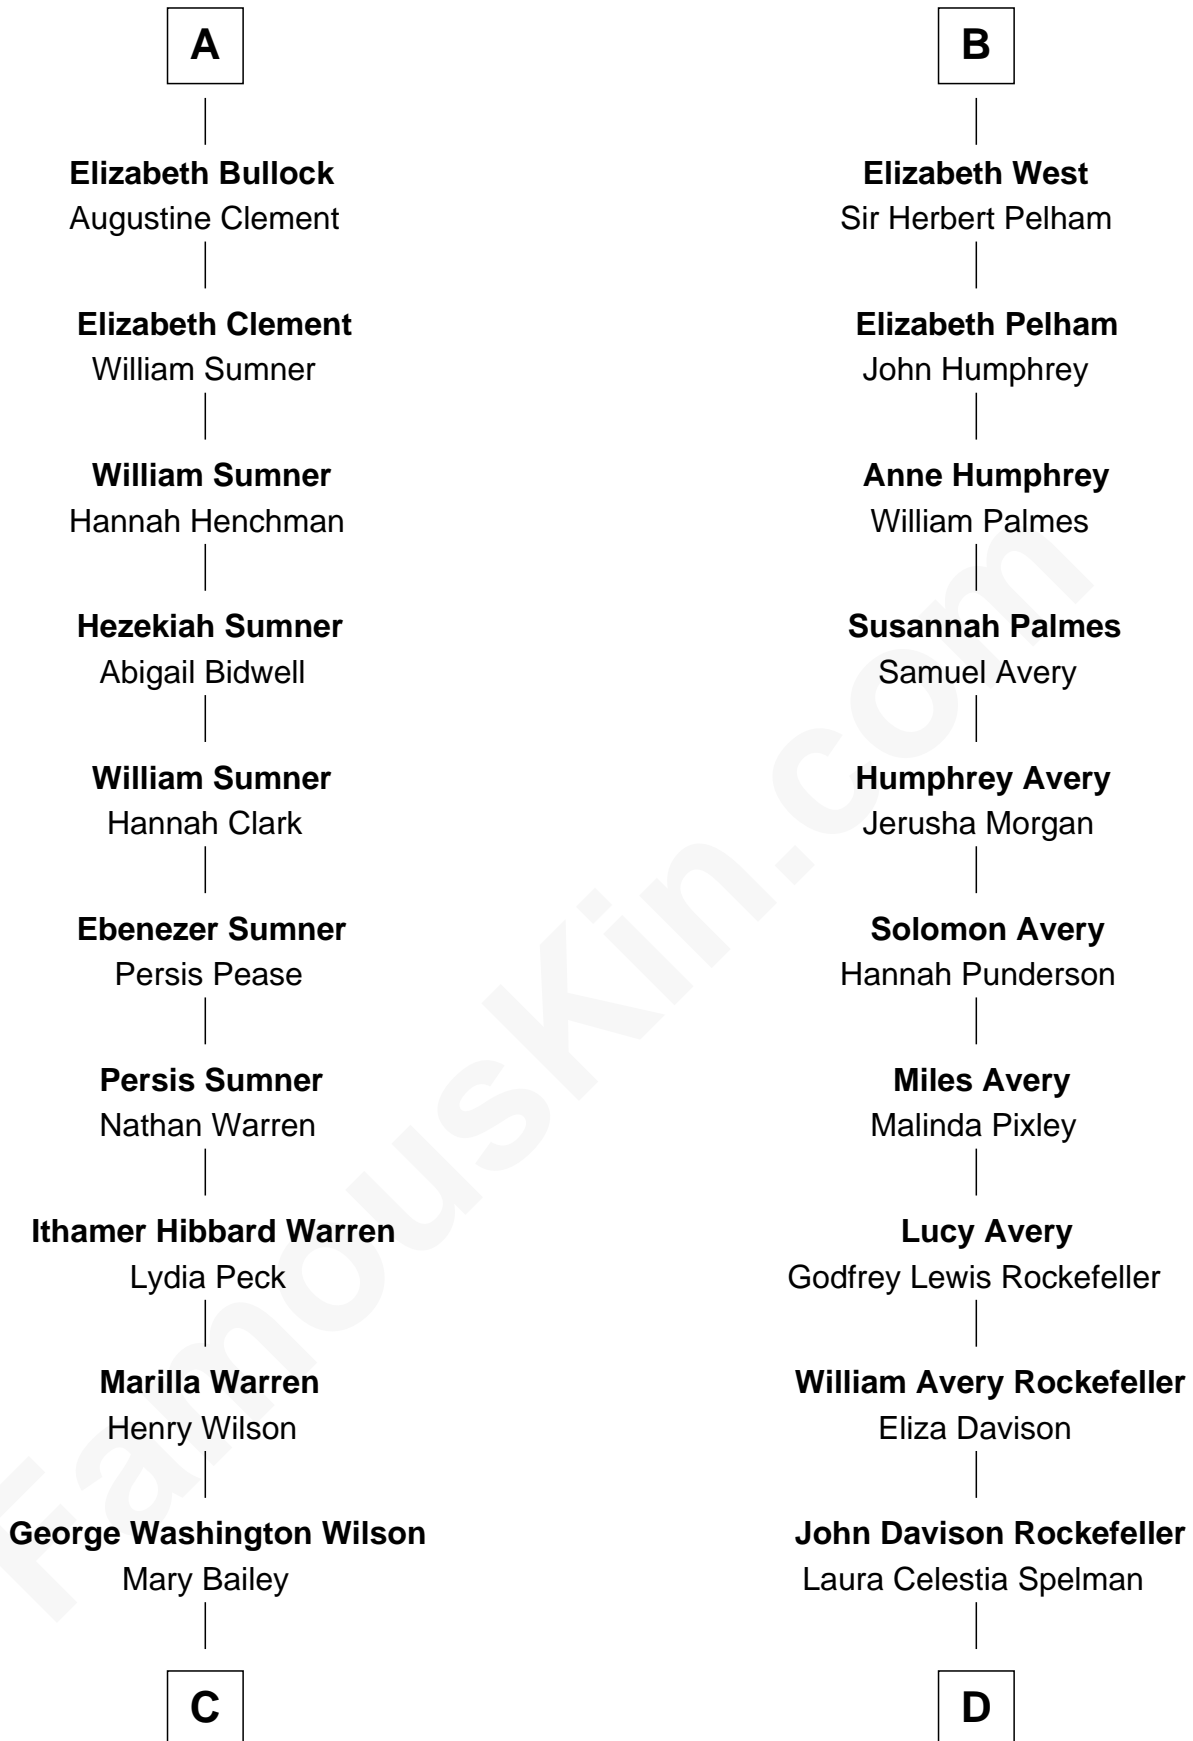 A
Elizabeth Bullock
Augustine Clement
Elizabeth Clement
William Sumner
William Sumner
Hannah Henchman
Hezekiah Sumner
Abigail Bidwell
William Sumner
Hannah Clark
Ebenezer Sumner
Persis Pease
Persis Sumner
Nathan Warren
Ithamer Hibbard Warren
Lydia Peck
Marilla Warren
Henry Wilson
George Washington Wilson
Mary Bailey
C
B
Elizabeth West
Sir Herbert Pelham
Elizabeth Pelham
John Humphrey
Anne Humphrey
William Palmes
Susannah Palmes
Samuel Avery
Humphrey Avery
Jerusha Morgan
Solomon Avery
Hannah Punderson
Miles Avery
Malinda Pixley
Lucy Avery
Godfrey Lewis Rockefeller
William Avery Rockefeller
Eliza Davison
John Davison Rockefeller
Laura Celestia Spelman
D
FamousKin.com